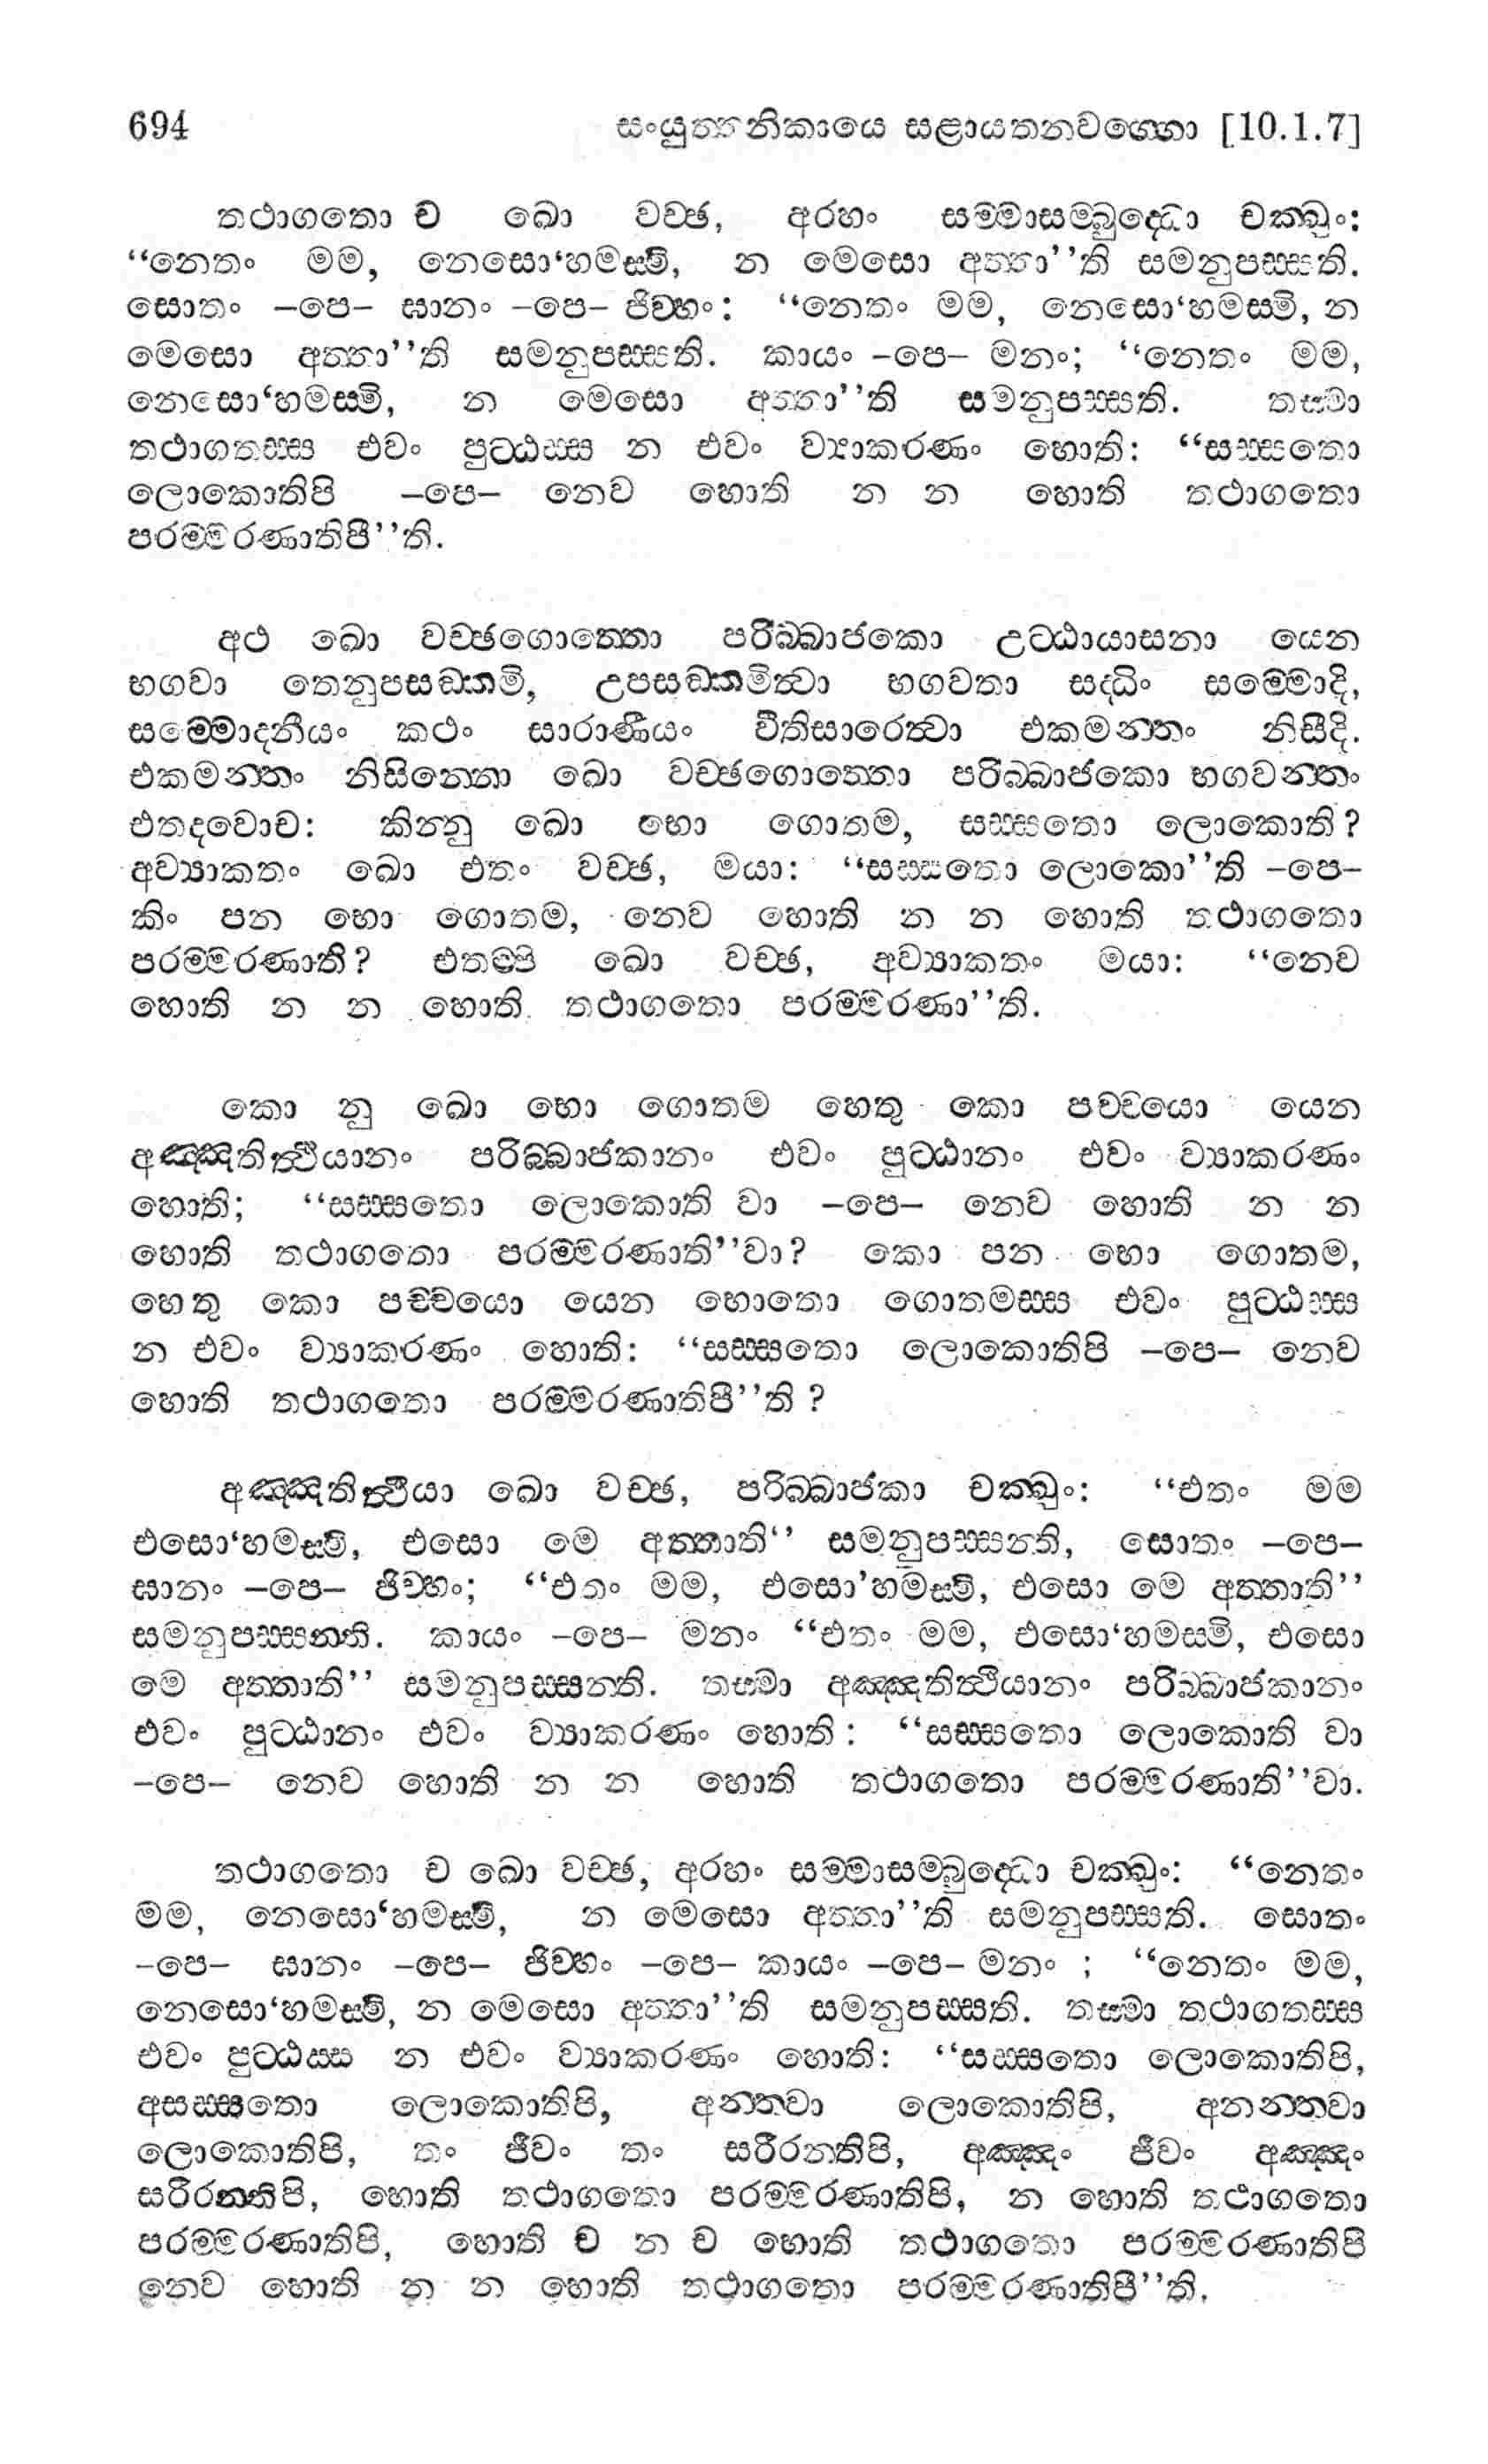 694 සංයුත්තනිකායෙ සළායතනවග්ගො [10.1.7]
තථාගතො ච ඛො වච්ඡ, අරහං සම්මාසම්බුද්ධො චක්ඛුං:
“නෙතං මම, නෙසො‘හමස්මි, න මෙසො අත්තා’’ති සමනුපස්සති.
සොතං –පෙ– ඝානං –පෙ– ජිව්හං: “නෙතං මම, නෙසො‘හමස්මි, න
මෙසො අත්තා’’ති සමනුපස්සති. කායං –පෙ– මනං; “නෙතං මම,
නෙසො‘හමස්මි, න මෙසො අත්තා’’ති සමනුපස්සති. තස්මා
තථාගතස්ස එවං පුට්ඨස්ස න එවං ව්‍යාකරණං හොති: “සස්සතො
ලොකොතිපි –පෙ– නෙව හොති න න හොති තථාගතො
පරම්මරණාතිපී’’ති.
අථ ඛො වච්ඡගොත්තො පරිබ්බාජකො උට්ඨායාසනා යෙන
භගවා තෙනුපසඞ්කමි, උපසඞ්කමිත්වා භගවතා සද්ධිං සම්මොදි,
සම්මොදනීයං කථං සාරාණීයං වීතිසාරෙත්වා එකමන්තං නිසීදි.
එකමන්තං නිසින්නො ඛො වච්ඡගොත්තො පරිබ්බාජකො භගවන්තං
එතදවොච: කින්නු ඛො භො ගොතම, සස්සතො ලොකොති?
අව්‍යාකතං ඛො එතං වච්ඡ, මයා: “සස්සතො ලොකො’’ති –පෙ–
කිං පන භො ගොතම, නෙව හොති න න හොති තථාගතො
පරම්මරණාති? එතම්පි ඛො වච්ඡ, අව්‍යාකතං මයා: “නෙව
හොති න න හොති තථාගතො පරම්මරණා’’ති.
කො නු ඛො භො ගොතම හෙතු කො පච්චයො යෙන
අඤ්ඤතිත්ථියානං පරිබ්බාජකානං එවං පුට්ඨානං එවං ව්‍යාකරණං
හොති; “සස්සතො ලොකොති වා –පෙ– නෙව හොති න න
හොති තථාගතො පරම්මරණාති’’වා? කො පන භො ගොතම,
හෙතු කො පච්චයො යෙන භොතො ගොතමස්ස එවං පුට්ඨස්ස
න එවං ව්‍යාකරණං හොති: “සස්සතො ලොකොතිපි –පෙ– නෙව
හොති තථාගතො පරම්මරණාතිපී’’ති ?
අඤ්ඤතිත්ථියා ඛො වච්ඡ, පරිබ්බාජකා චක්ඛුං: “එතං මම
එසො‘හමස්මි, එසො මෙ අත්තාති‘’ සමනුපස්සන්ති, සොතං –පෙ–
ඝානං –පෙ– ජිව්හං; “එතං මම, එසො’හමස්මි, එසො මෙ අත්තාති’’
සමනුපස්සන්ති. කායං –පෙ– මනං “එතං මම, එසො‘හමස්මි, එසො
මෙ අත්තාති’’ සමනුපස්සන්ති. තස්මා අඤ්ඤතිත්ථියානං පරිබ්බාජකානං
එවං පුට්ඨානං එවං ව්‍යාකරණං හොති : “සස්සතො ලොකොති වා
–පෙ– නෙව හොති න න හොති තථාගතො පරම්මරණාති’’වා.
තථාගතො ච ඛො වච්ඡ, අරහං සම්මාසම්බුද්ධො චක්ඛුං: “නෙතං
මම, නෙසො‘හමස්මි, න මෙසො අත්තා’’ති සමනුපස්සති. සොතං
–පෙ– ඝානං –පෙ– ජිව්හං –පෙ– කායං –පෙ– මනං ; “නෙතං මම,
නෙසො‘හමස්මි, න මෙසො අත්තා’’ති සමනුපස්සති. තස්මා තථාගතස්ස
එවං පුට්ඨස්ස න එවං ව්‍යාකරණං හොති: “සස්සතො ලොකොතිපි,
අසස්සතො ලොකොතිපි, අන්තවා ලොකොතිපි, අනන්තවා
ලොකොතිපි, තං ජීවං තං සරීරන්තිපි, අඤ්ඤං ජීවං අඤ්ඤං
සරීරන්තිපි, හොති තථාගතො පරම්මරණාතිපි, න හොති තථාගතො
පරම්මරණාතිපි, හොති ච න ච හොති තථාගතො පරම්මරණාතිපි
නෙව හොති න න හොති තථාගතො පරම්මරණාතිපී’’ති.